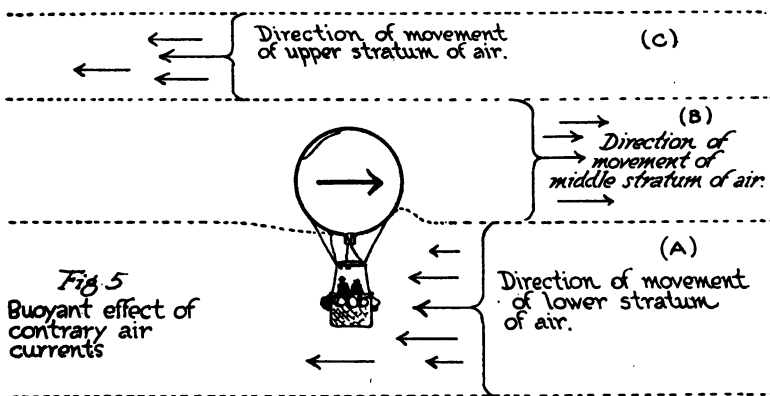 Direction of movement
of upper stratum of air.
(C)
(B)
Direction of
movement of
middle stratum of air.
(A)
Direction of movement
of lower stratum
of air.
Fig. 5
Buoyant effect of
contrary air
currents